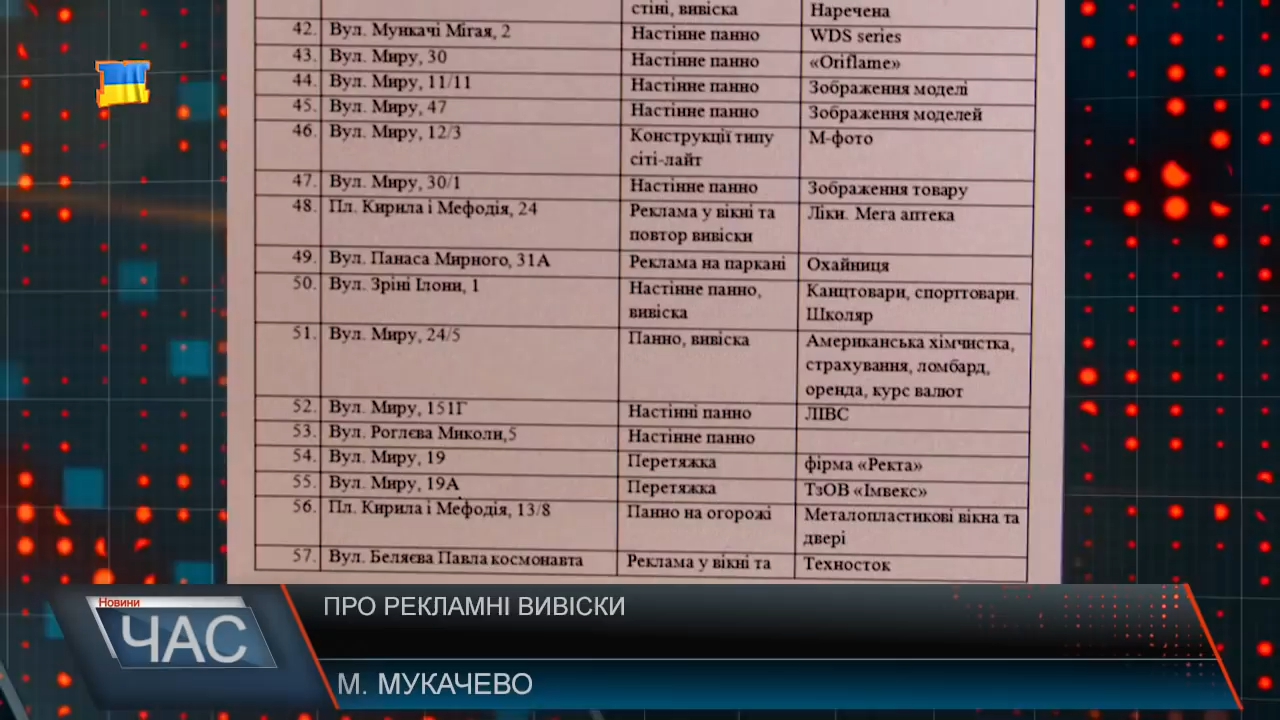 стіні, вивіска Наречена
42. Вул. Мункачі Мігая, 2 Настінне панно WDS series
43. Вул. Миру, 30 Настінне панно «Oriflame»
44. Вул. Миру, 11/11 Настінне панно Зображення моделі
45. Вул. Миру, 47 Настінне панно Зображення моделей
46. Вул. Миру, 12/3 Конструкції типу М-фото
сіті-лайт
47. Вул. Миру, 30/1 Настінне панно Зображення товару
48. Пл. Кирила і Мефодія, 24 Реклама у вікні та Ліки. Мега аптека
повтор вивіски
49. Вул. Панаса Мирного, 31А Реклама на паркані Охайниця
50. Вул. Зріні Ілони, 1 Настінне панно, Канцтовари, спорттовари.
вивіска Школяр
51. Вул. Миру, 24/5 Панно, вивіска Американська хімчистка,
страхування, ломбард,
оренда, курс валют
52. Вул. Миру, 151Г Настінні панно ЛІВС
53. Вул. Роглєва Миколи,5 Настінне панно
54. Вул. Миру, 19 Перетяжка фірма «Ректа»
55. Вул. Миру, 19А Перетяжка ТзОВ «Імвекс»
56. Пл. Кирила і Мефодія, 13/8 Панно на огорожі Металопластикові вікна та
двері
57. Вул. Беляєва Павла космонавта Реклама у вікні та Техносток
Новини
ЧАС
ПРО РЕКЛАМНІ ВИВІСКИ
М. МУКАЧЕВО